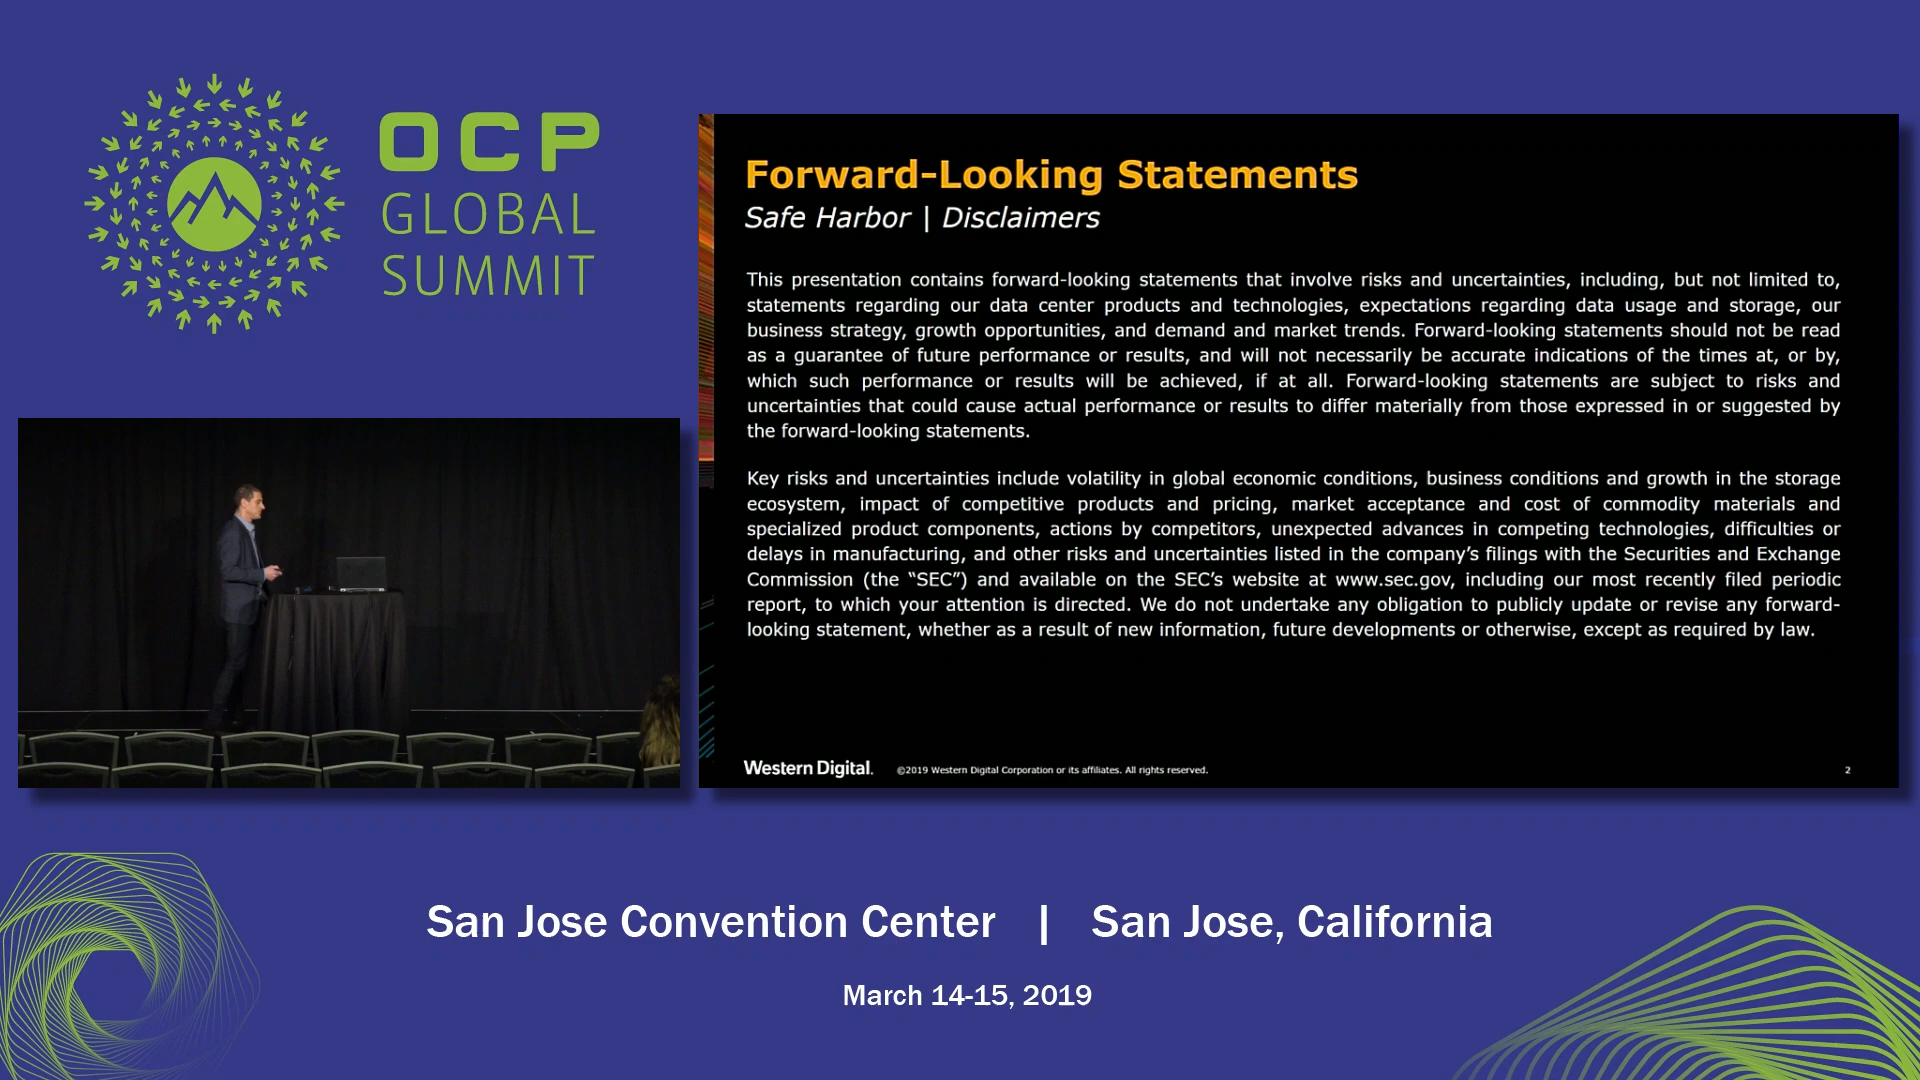 OCP
GLOBAL
SUMMIT
Forward-Looking Statements
Safe Harbor | Disclaimers
This presentation contains forward-looking statements that involve risks and uncertainties, including, but not limited to,
statements regarding our data center products and technologies, expectations regarding data usage and storage, our
business strategy, growth opportunities, and demand and market trends. Forward-looking statements should not be read
as a guarantee of future performance or results, and will not necessarily be accurate indications of the times at, or by,
which such performance or results will be achieved, if at all. Forward-looking statements are subject to risks and
uncertainties that could cause actual performance or results to differ materially from those expressed in or suggested by
the forward-looking statements.
Key risks and uncertainties include volatility in global economic conditions, business conditions and growth in the storage
ecosystem, impact of competitive products and pricing, market acceptance and cost of commodity materials and
specialized product components, actions by competitors, unexpected advances in competing technologies, difficulties or
delays in manufacturing, and other risks and uncertainties listed in the company’s filings with the Securities and Exchange
Commission (the “SEC”) and available on the SEC’s website at www.sec.gov, including our most recently filed periodic
report, to which your attention is directed. We do not undertake any obligation to publicly update or revise any forward-
looking statement, whether as a result of new information, future developments or otherwise, except as required by law.
Western Digital. ©2019 Western Digital Corporation or its affiliates. All rights reserved. 2
San Jose Convention Center | San Jose, California
March 14-15, 2019